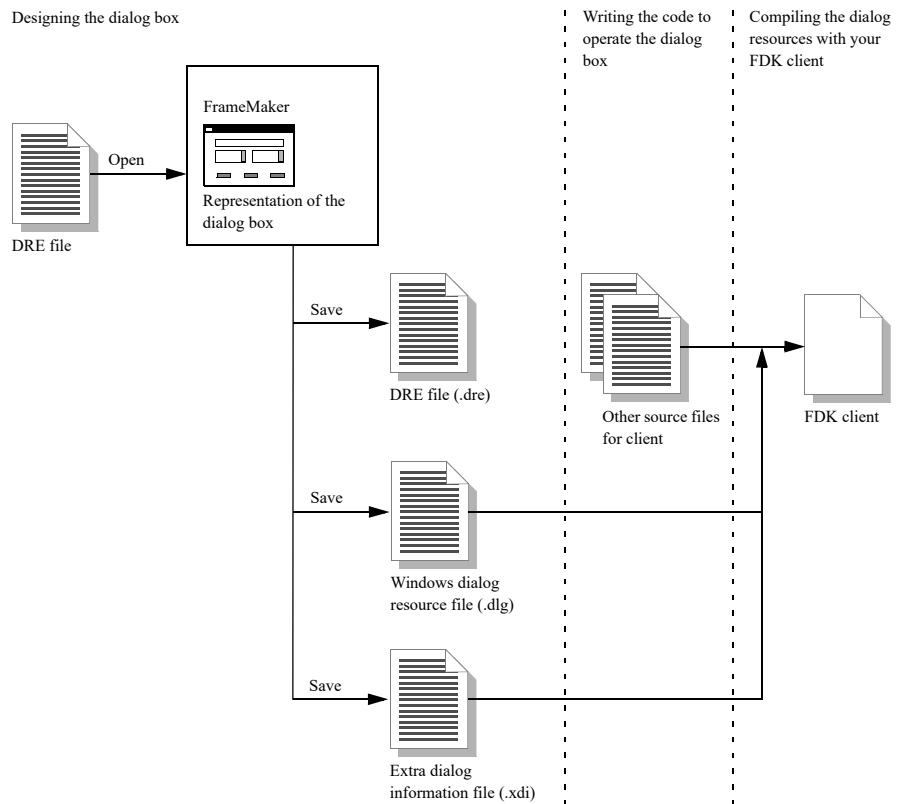 Designing the dialog box
Writing the code to
operate the dialog
box
Compiling the dialog
resources with your
FDK client
FrameMaker
Open
Representation of the
dialog box
DRE file
Save
DRE file (.dre)
Other source files
for client
FDK client
Save
Windows dialog
resource file (.dlg)
Save
Extra dialog
information file (.xdi)